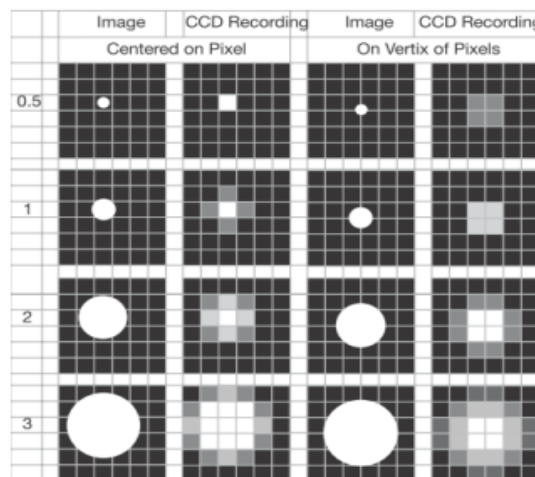 Image CCD Recording Image CCD Recording
Centered on Pixel On Vertix of Pixels
0.5
1
2
3